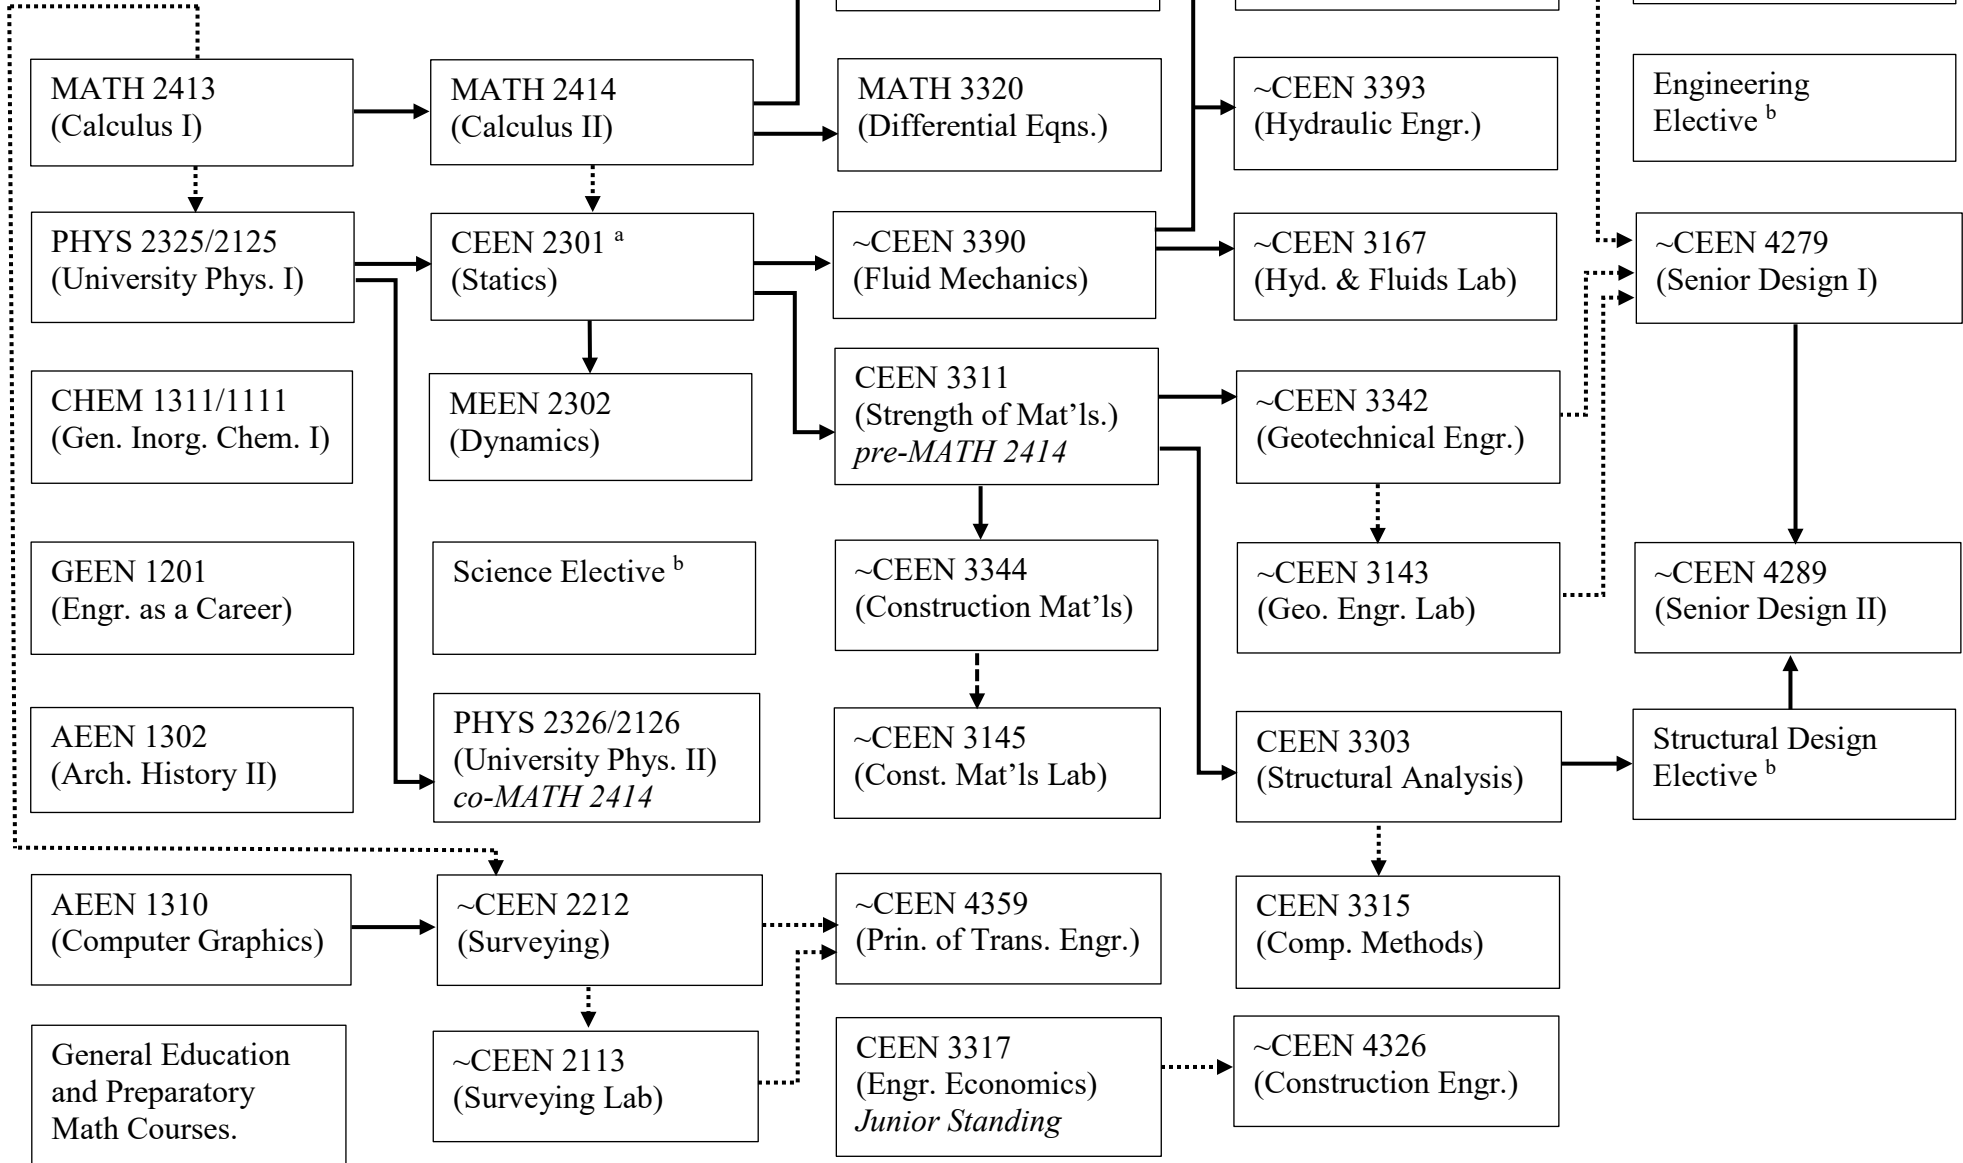 MATH 2413
(Calculus I)
MATH 2414
(Calculus II)
MATH 3320
(Differential Eqns.)
~CEEN 3393
(Hydraulic Engr.)
Engineering
Elective b
PHYS 2325/2125
(University Phys. I)
CEEN 2301 a
(Statics)
~CEEN 3390
(Fluid Mechanics)
~CEEN 3167
(Hyd. & Fluids Lab)
~CEEN 4279
(Senior Design I)
CHEM 1311/1111
(Gen. Inorg. Chem. I)
MEEN 2302
(Dynamics)
CEEN 3311
(Strength of Mat’ls.)
pre-MATH 2414
~CEEN 3342
(Geotechnical Engr.)
GEEN 1201
(Engr. as a Career)
Science Elective b
~CEEN 3344
(Construction Mat’ls)
~CEEN 3143
(Geo. Engr. Lab)
~CEEN 4289
(Senior Design II)
AEEN 1302
(Arch. History II)
PHYS 2326/2126
(University Phys. II)
co-MATH 2414
~CEEN 3145
(Const. Mat’ls Lab)
CEEN 3303
(Structural Analysis)
Structural Design
Elective b
AEEN 1310
(Computer Graphics)
~CEEN 2212
(Surveying)
~CEEN 4359
(Prin. of Trans. Engr.)
CEEN 3315
(Comp. Methods)
General Education
and Preparatory
Math Courses.
~CEEN 2113
(Surveying Lab)
CEEN 3317
(Engr. Economics)
Junior Standing
~CEEN 4326
(Construction Engr.)